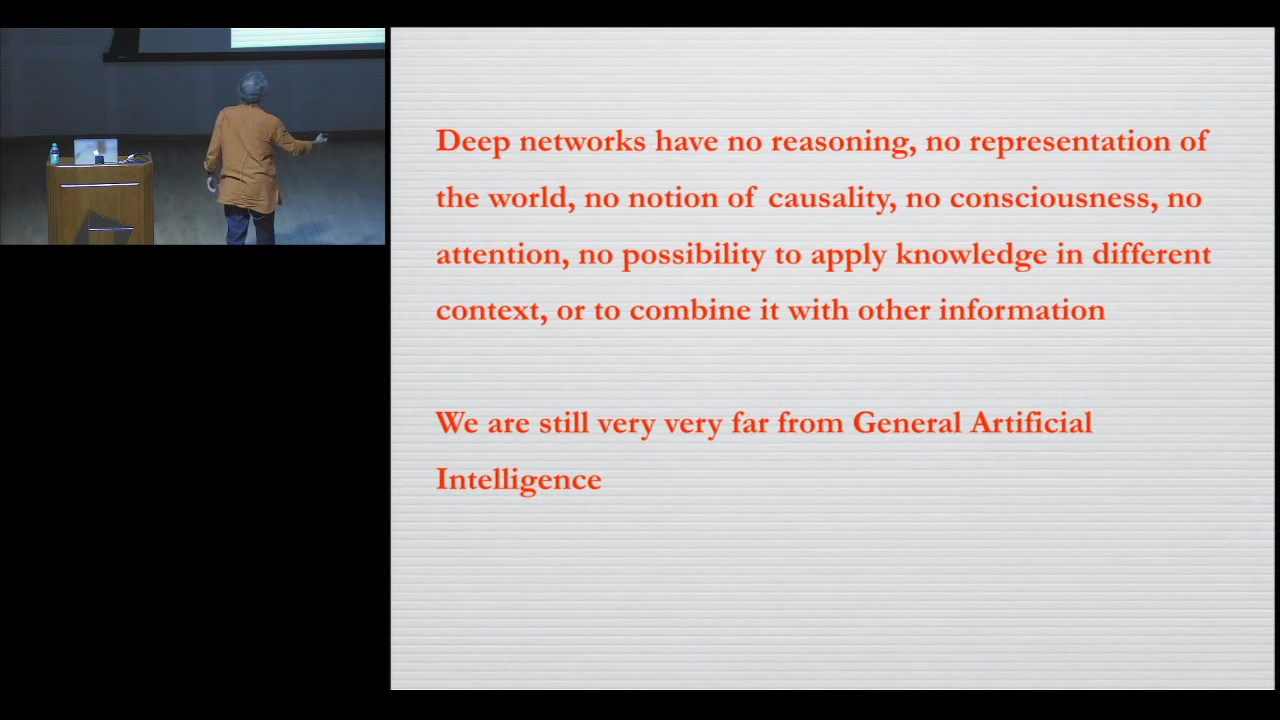 Deep networks have no reasoning, no representation of
the world, no notion of causality, no consciousness, no
attention, no possibility to apply knowledge in different
context, or to combine it with other information
We are still very very far from General Artificial
Intelligence